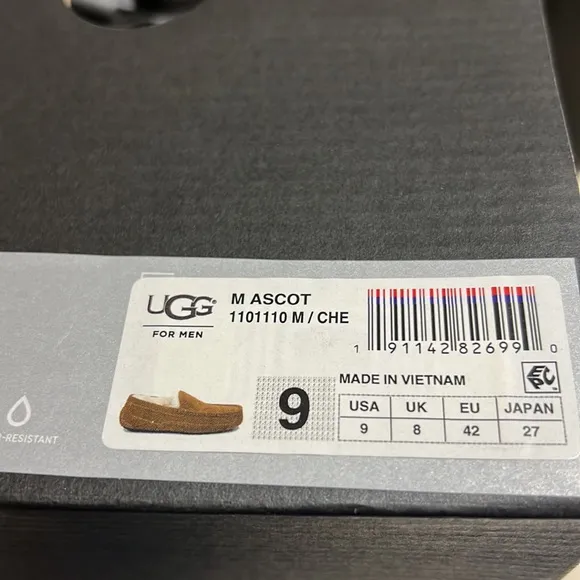 UGG®
FOR MEN
M ASCOT
1101110 M / CHE
1 91142 82699 0
MADE IN VIETNAM
EPC
9
USA UK EU JAPAN
9 8 42 27
-RESISTANT